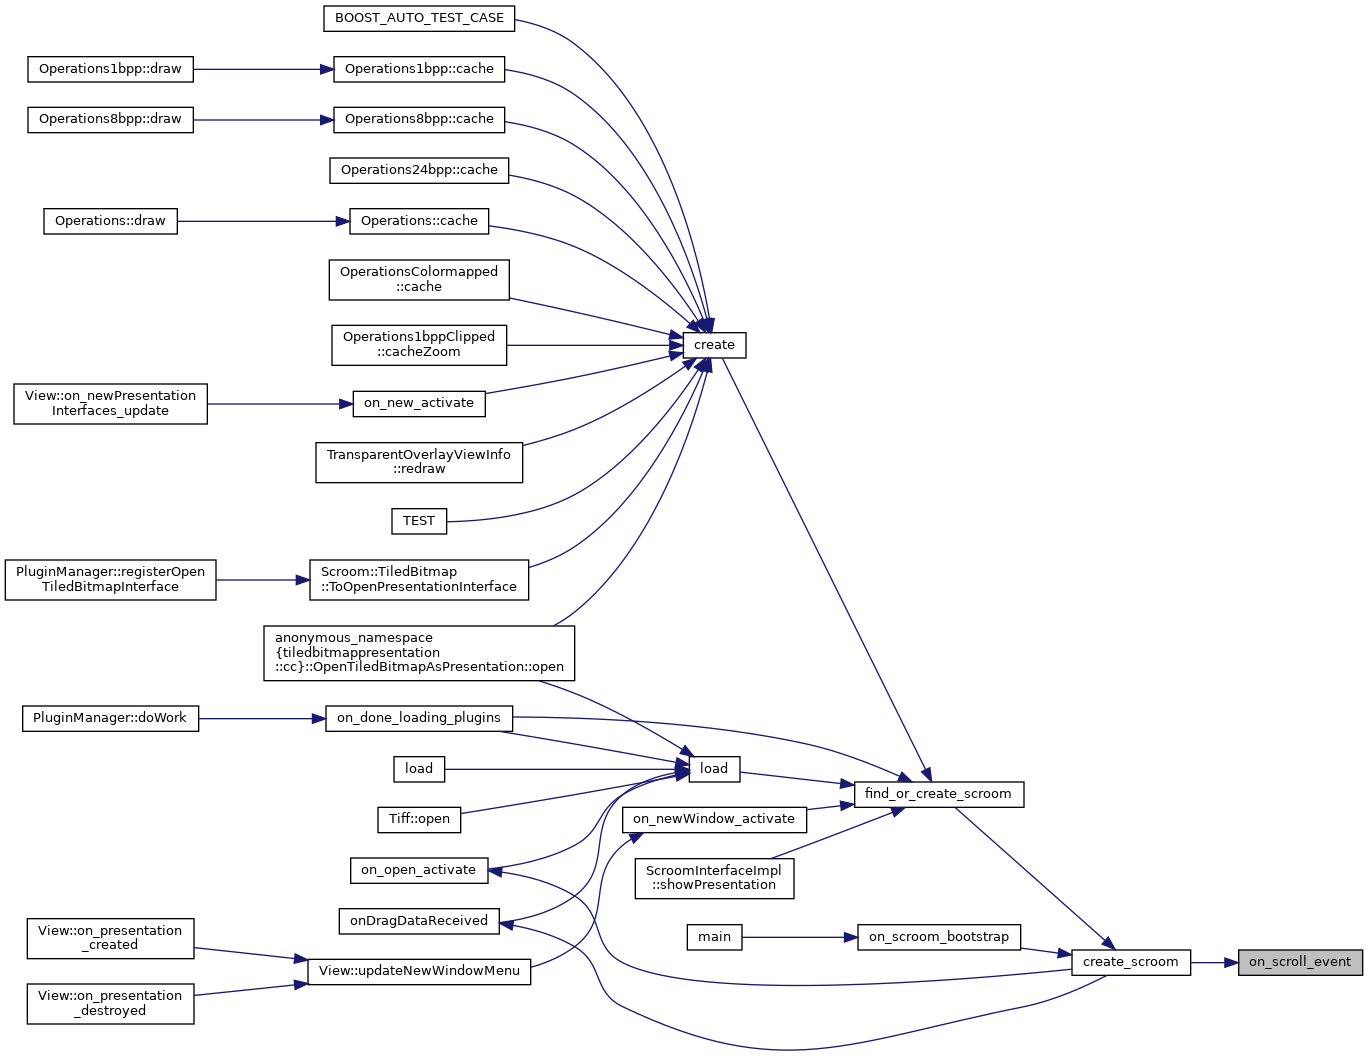 BOOST_AUTO_TEST_CASE
Operations1bpp::draw
Operations1bpp::cache
Operations8bpp::draw
Operations8bpp::cache
Operations24bpp::cache
Operations::draw
Operations::cache
OperationsColormapped
::cache
Operations1bppClipped
::cacheZoom
create
View::on_newPresentation
Interfaces_update
on_new_activate
TransparentOverlayViewInfo
::redraw
TEST
PluginManager::registerOpen
TiledBitmapInterface
Scroom::TiledBitmap
::ToOpenPresentationInterface
anonymous_namespace
{tiledbitmappresentation
::cc}::OpenTiledBitmapAsPresentation::open
PluginManager::doWork
on_done_loading_plugins
load
load
Tiff::open
find_or_create_scroom
on_newWindow_activate
on_open_activate
ScroomInterfaceImpl
::showPresentation
onDragDataReceived
View::on_presentation
_created
main
on_scroom_bootstrap
View::updateNewWindowMenu
create_scroom
on_scroll_event
View::on_presentation
_destroyed